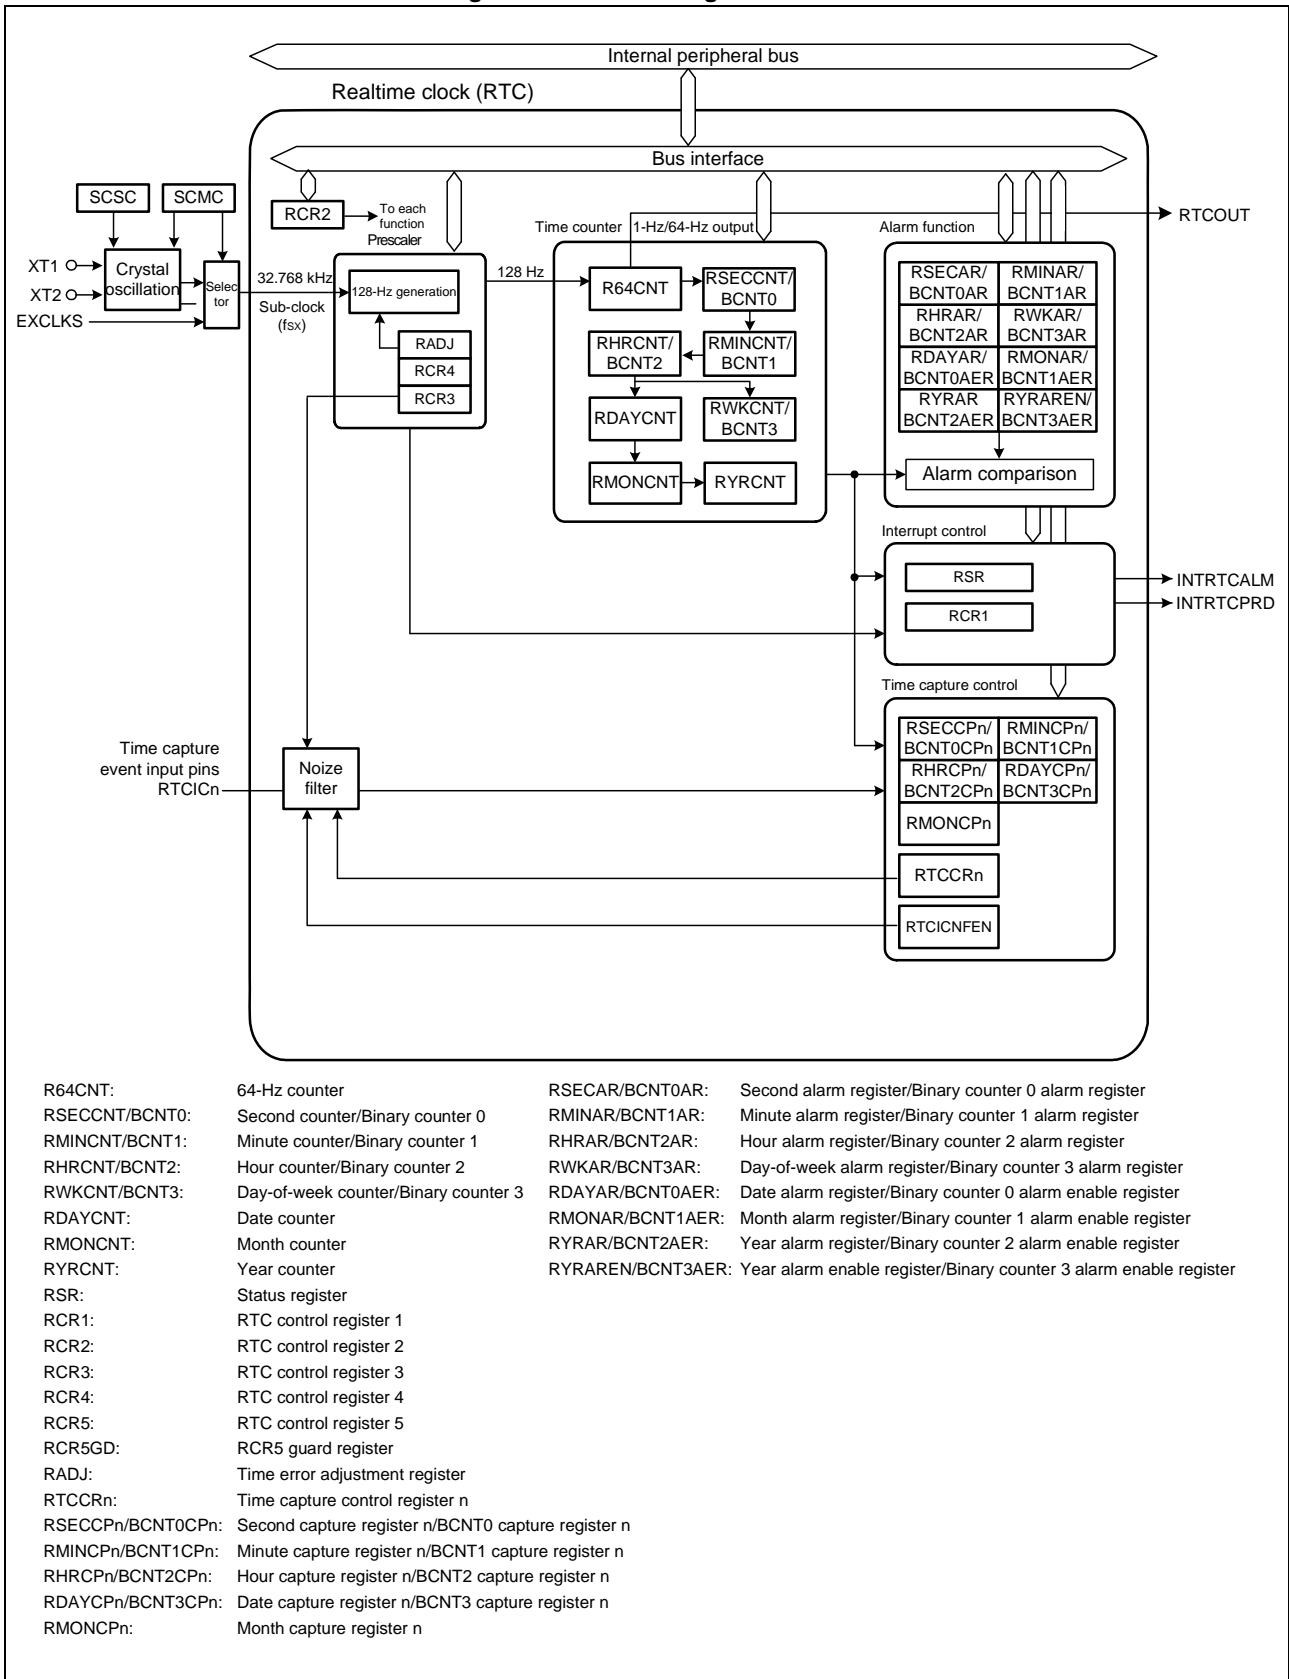 Internal peripheral bus
Realtime clock (RTC)
Bus interface
SCSC
SCMC
RCR2
To each
function
Prescaler
Time counter
1-Hz/64-Hz output
Alarm function
RTCOUT
XT1
XT2
EXCLKS
Crystal
oscillation
Selec
tor
32.768 kHz
Sub-clock
(fSX)
128-Hz generation
RADJ
RCR4
RCR3
128 Hz
R64CNT
RSECCNT/
BCNT0
RHRCNT/
BCNT2
RMINCNT/
BCNT1
RDAYCNT
RWKCNT/
BCNT3
RMONCNT
RYRCNT
RSECAR/
BCNT0AR
RMINAR/
BCNT1AR
RHRAR/
BCNT2AR
RWKAR/
BCNT3AR
RDAYAR/
BCNT0AER
RMONAR/
BCNT1AER
RYRAR
BCNT2AER
RYRAREN/
BCNT3AER
Alarm comparison
Interrupt control
RSR
RCR1
INTRTCALM
INTRTCPRD
Time capture control
RSECCPn/
BCNT0CPn
RMINCPn/
BCNT1CPn
RHRCPn/
BCNT2CPn
RDAYCPn/
BCNT3CPn
RMONCPn
RTCCRn
RTCICNFEN
Time capture
event input pins
RTCICn
Noize
filter
R64CNT: 64-Hz counter
RSECCNT/BCNT0: Second counter/Binary counter 0
RMINCNT/BCNT1: Minute counter/Binary counter 1
RHRCNT/BCNT2: Hour counter/Binary counter 2
RWKCNT/BCNT3: Day-of-week counter/Binary counter 3
RDAYCNT: Date counter
RMONCNT: Month counter
RYRCNT: Year counter
RSR: Status register
RCR1: RTC control register 1
RCR2: RTC control register 2
RCR3: RTC control register 3
RCR4: RTC control register 4
RCR5: RTC control register 5
RCR5GD: RCR5 guard register
RADJ: Time error adjustment register
RTCCRn: Time capture control register n
RSECCPn/BCNT0CPn: Second capture register n/BCNT0 capture register n
RMINCPn/BCNT1CPn: Minute capture register n/BCNT1 capture register n
RHRCPn/BCNT2CPn: Hour capture register n/BCNT2 capture register n
RDAYCPn/BCNT3CPn: Date capture register n/BCNT3 capture register n
RMONCPn: Month capture register n
RSECAR/BCNT0AR: Second alarm register/Binary counter 0 alarm register
RMINAR/BCNT1AR: Minute alarm register/Binary counter 1 alarm register
RHRAR/BCNT2AR: Hour alarm register/Binary counter 2 alarm register
RWKAR/BCNT3AR: Day-of-week alarm register/Binary counter 3 alarm register
RDAYAR/BCNT0AER: Date alarm register/Binary counter 0 alarm enable register
RMONAR/BCNT1AER: Month alarm register/Binary counter 1 alarm enable register
RYRAR/BCNT2AER: Year alarm register/Binary counter 2 alarm enable register
RYRAREN/BCNT3AER: Year alarm enable register/Binary counter 3 alarm enable register